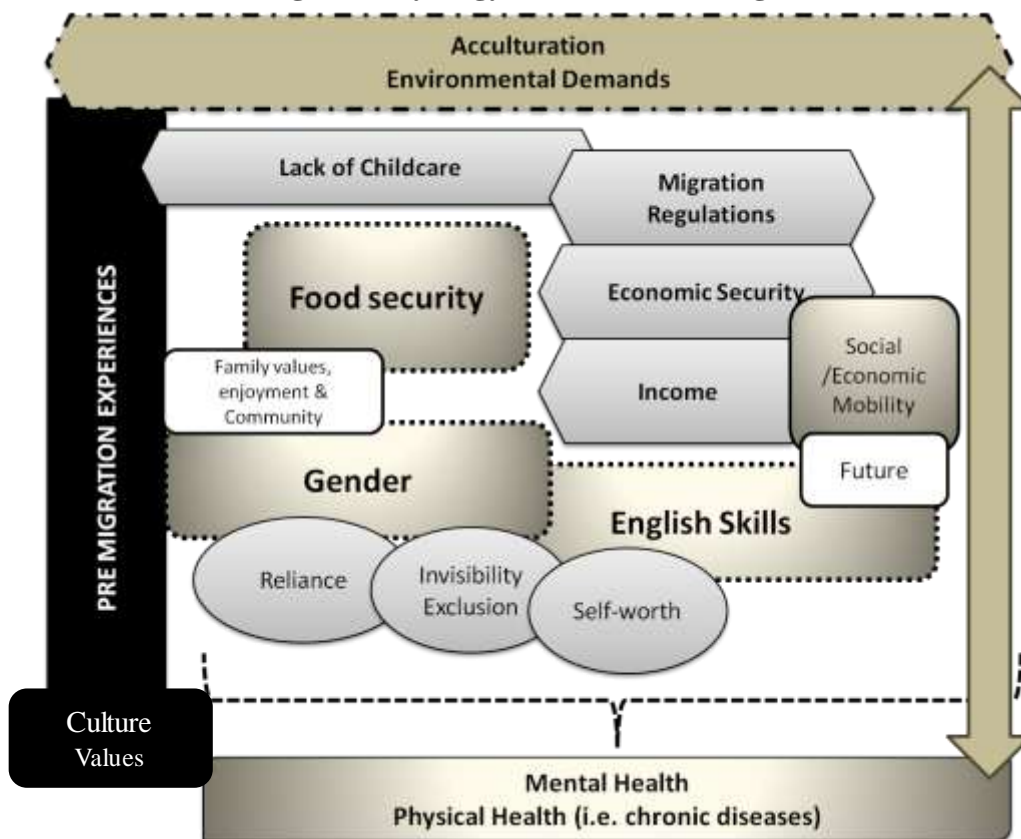 Acculturation
Environmental Demands
Lack of Childcare
Migration
Regulations
PRE MIGRATION EXPERIENCES
Food security
Economic Security
Family values,
enjoyment &
Community
Income
Social
/Economic
Mobility
Gender
Future
English Skills
Reliance
Invisibility
Exclusion
Self-worth
Culture
Values
Mental Health
Physical Health (i.e. chronic diseases)